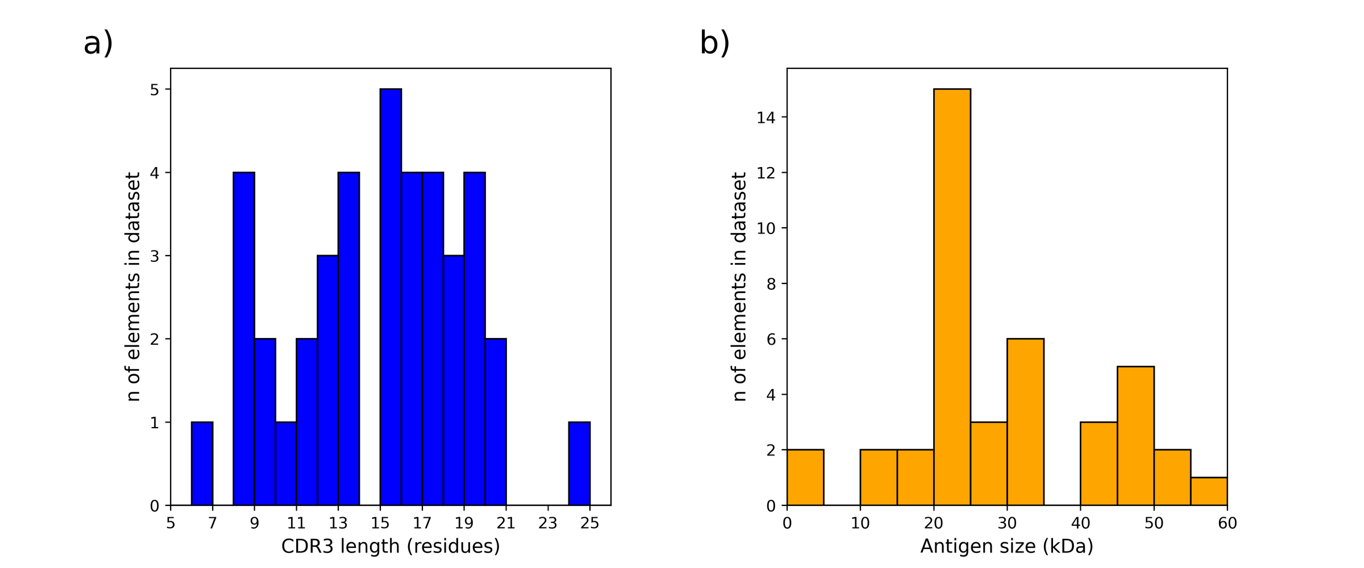 a)
b)
n of elements in dataset
5
4
3
2
1
0
5 7 9 11 13 15 17 19 21 23 25
CDR3 length (residues)
n of elements in dataset
14
12
10
8
6
4
2
0
0 10 20 30 40 50 60
Antigen size (kDa)